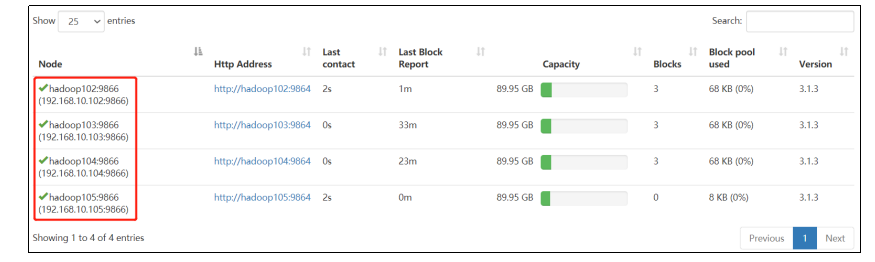 Show 25 entries Search:
Node Http Address Last contact Last Block Report Capacity Blocks Block pool used Version
hadoop102:9866 (192.168.10.102:9866) http://hadoop102:9864 2s 1m 89.95 GB 3 68 KB (0%) 3.1.3
hadoop103:9866 (192.168.10.103:9866) http://hadoop103:9864 0s 33m 89.95 GB 3 68 KB (0%) 3.1.3
hadoop104:9866 (192.168.10.104:9866) http://hadoop104:9864 0s 23m 89.95 GB 3 68 KB (0%) 3.1.3
hadoop105:9866 (192.168.10.105:9866) http://hadoop105:9864 2s 0m 89.95 GB 0 8 KB (0%) 3.1.3
Showing 1 to 4 of 4 entries Previous 1 Next